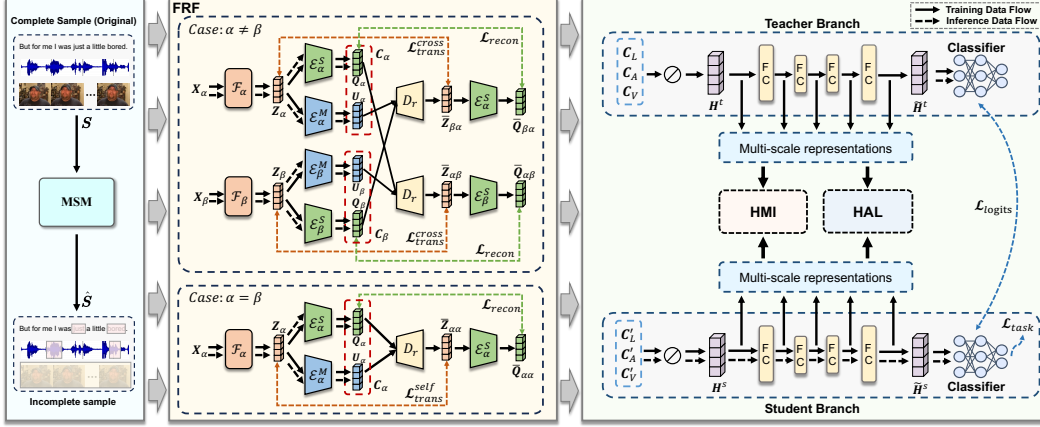 Complete Sample (Original)
But for me I was just a little bored.
S
MSM
Ŝ
But for me I was just a little bored.
Incomplete sample
FRF
Case: α ≠ β
X_α
F_α
Z_α
ℰ_α^S
ℰ_α^M
Q_α
U_α
C_α
ℒ_trans^cross
ℒ_recon
D_r
Z̄_βα
ℰ_α^S
Q̄_βα
X_β
F_β
Z_β
ℰ_β^M
ℰ_β^S
U_β
Q_β
C_β
D_r
Z̄_αβ
ℰ_α^S
Q̄_αβ
ℒ_trans^cross
ℒ_recon
Case: α = β
X_α
F_α
Z_α
ℰ_α^S
ℰ_α^M
Q_α
U_α
C_α
D_r
Z̄_αα
ℰ_α^S
Q̄_αα
ℒ_recon
ℒ_trans^self
Teacher Branch
Training Data Flow
Inference Data Flow
C_L
C_A
C_V
H^t
FC
FC
FC
FC
H̃^t
Classifier
Multi-scale representations
HMI
HAL
ℒ_logits
Multi-scale representations
C'_L
C'_A
C'_V
H^s
FC
FC
FC
FC
H̃^s
ℒ_task
Classifier
Student Branch